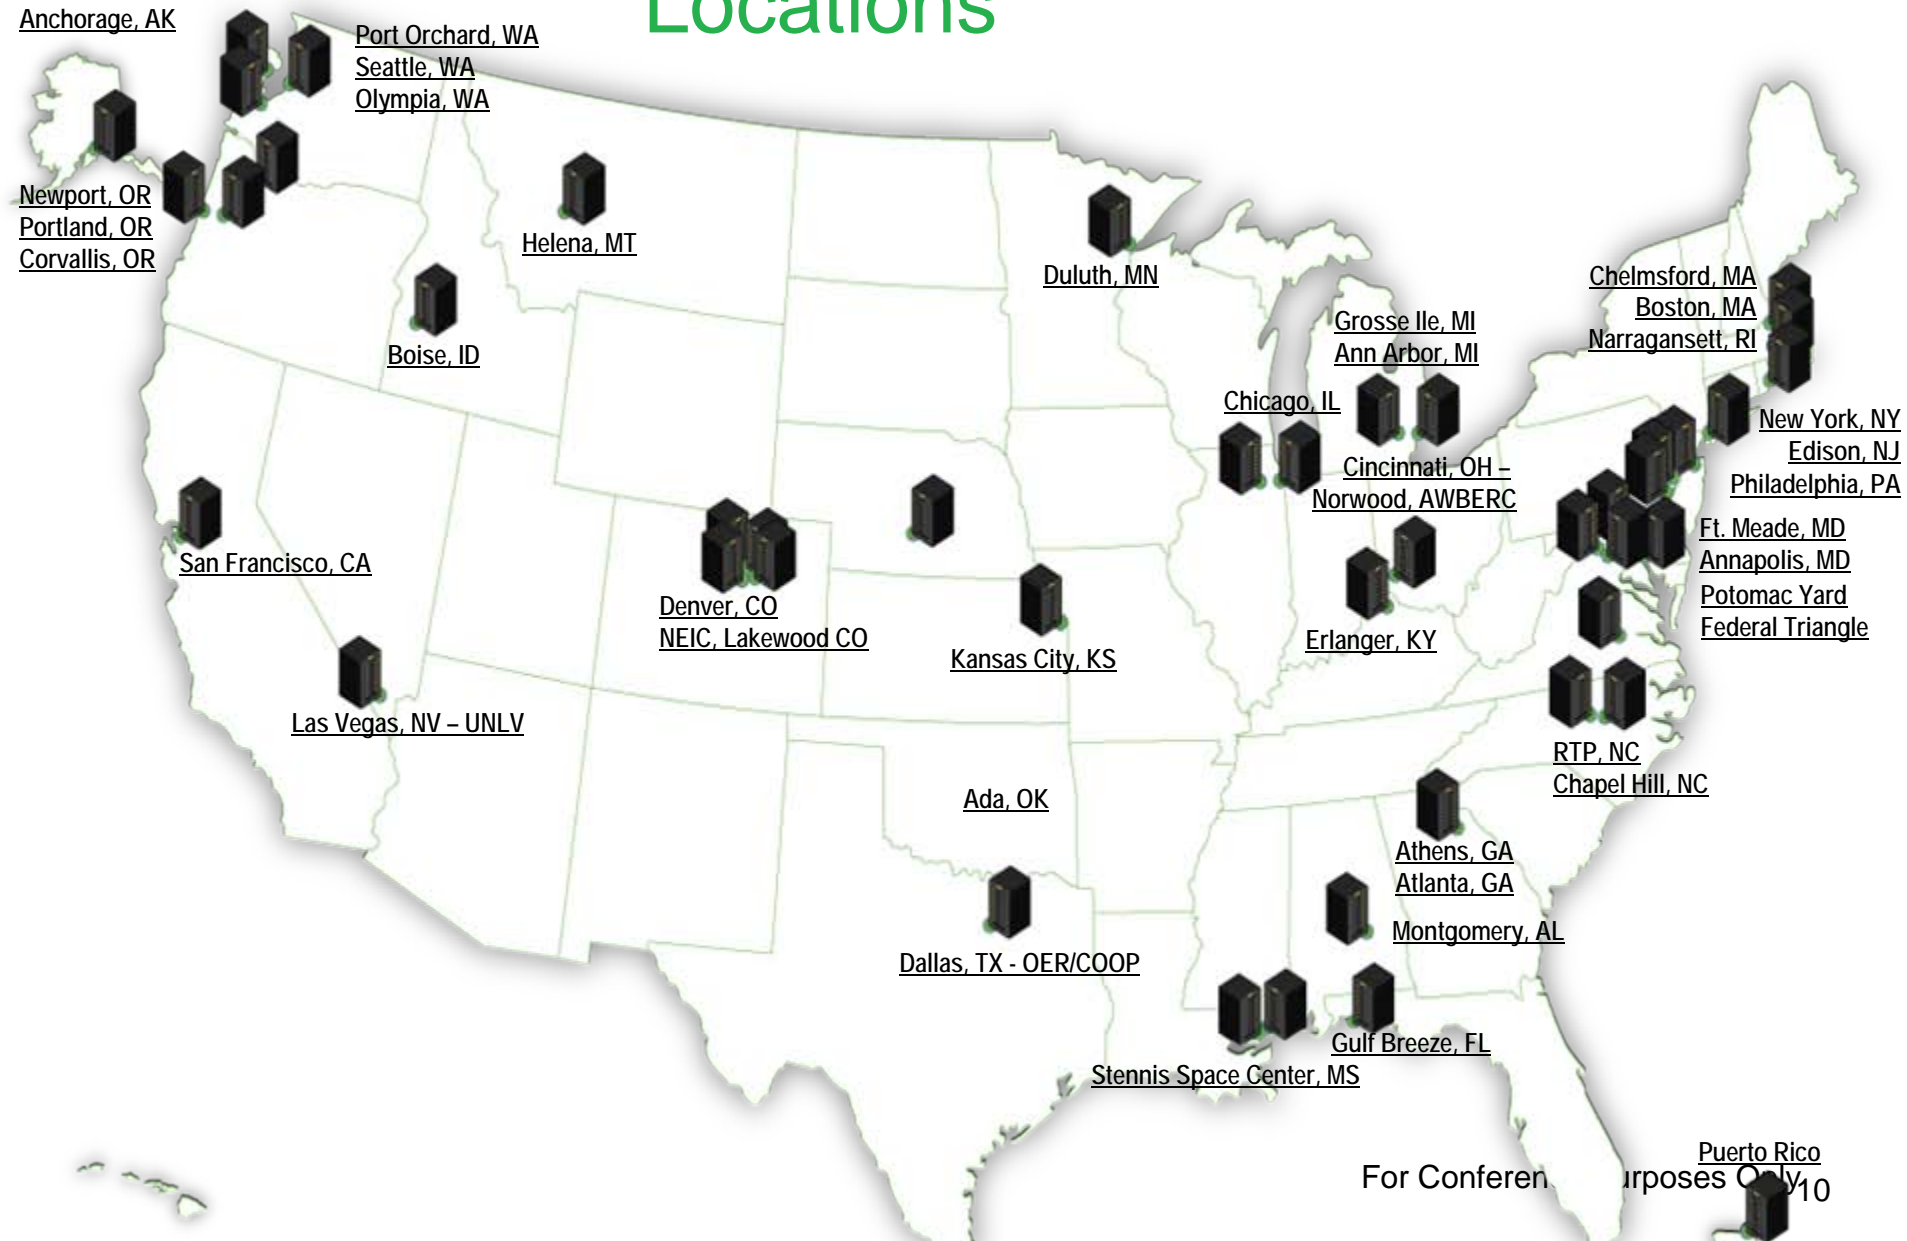 Locations
Anchorage, AK
Port Orchard, WA
Seattle, WA
Olympia, WA
Newport, OR
Portland, OR
Corvallis, OR
Helena, MT
Boise, ID
Duluth, MN
Chelmsford, MA
Boston, MA
Narragansett, RI
Grosse Ile, MI
Ann Arbor, MI
Chicago, IL
New York, NY
Edison, NJ
Philadelphia, PA
Cincinnati, OH –
Norwood, AWBERC
Ft. Meade, MD
Annapolis, MD
Potomac Yard
Federal Triangle
San Francisco, CA
Denver, CO
NEIC, Lakewood CO
Kansas City, KS
Erlanger, KY
Las Vegas, NV – UNLV
RTP, NC
Chapel Hill, NC
Ada, OK
Athens, GA
Atlanta, GA
Montgomery, AL
Dallas, TX - OER/COOP
Gulf Breeze, FL
Stennis Space Center, MS
Puerto Rico
For Conferen urposes Only
10